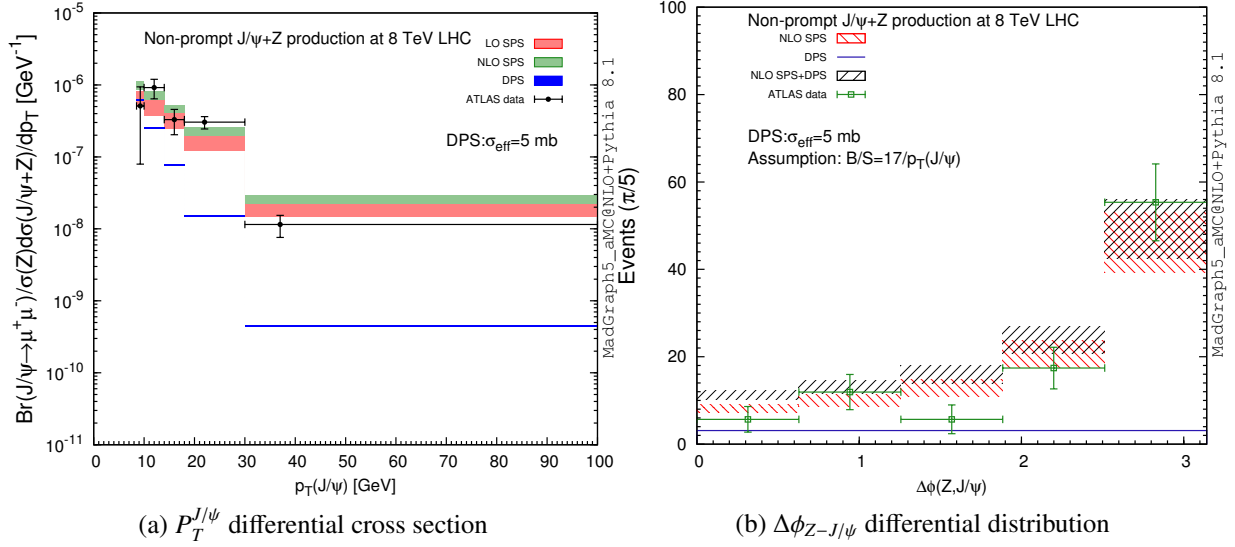 Non-prompt J/ψ+Z production at 8 TeV LHC
LO SPS
NLO SPS
DPS
ATLAS data
DPS:σeff=5 mb
Br(J/ψ→μ+μ-)/σ(Z)dσ(J/ψ+Z)/dpT [GeV-1]
10-5
10-6
10-7
10-8
10-9
10-10
10-11
0 10 20 30 40 50 60 70 80 90 100
pT(J/ψ) [GeV]
MadGraph5_aMC@NLO+Pythia 8.1
(a) P_T^{J/ψ} differential cross section
Non-prompt J/ψ+Z production at 8 TeV LHC
NLO SPS
DPS
NLO SPS+DPS
ATLAS data
DPS:σeff=5 mb
Assumption: B/S=17/pT(J/ψ)
Events (π/5)
100
80
60
40
20
0
0 1 2 3
Δϕ(Z,J/ψ)
MadGraph5_aMC@NLO+Pythia 8.1
(b) Δϕ_{Z−J/ψ} differential distribution